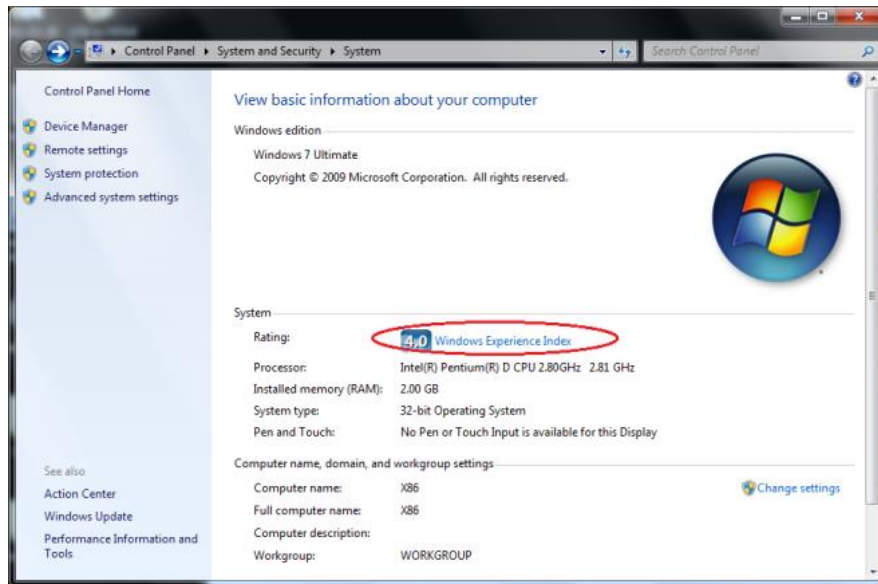 Control Panel ▸ System and Security ▸ System
Search Control Panel
Control Panel Home
Device Manager
Remote settings
System protection
Advanced system settings
See also
Action Center
Windows Update
Performance Information and
Tools
View basic information about your computer
Windows edition
Windows 7 Ultimate
Copyright © 2009 Microsoft Corporation. All rights reserved.
System
Rating: 4,0 Windows Experience Index
Processor: Intel(R) Pentium(R) D CPU 2.80GHz 2.81 GHz
Installed memory (RAM): 2.00 GB
System type: 32-bit Operating System
Pen and Touch: No Pen or Touch Input is available for this Display
Computer name, domain, and workgroup settings
Computer name: X86
Change settings
Full computer name: X86
Computer description:
Workgroup: WORKGROUP